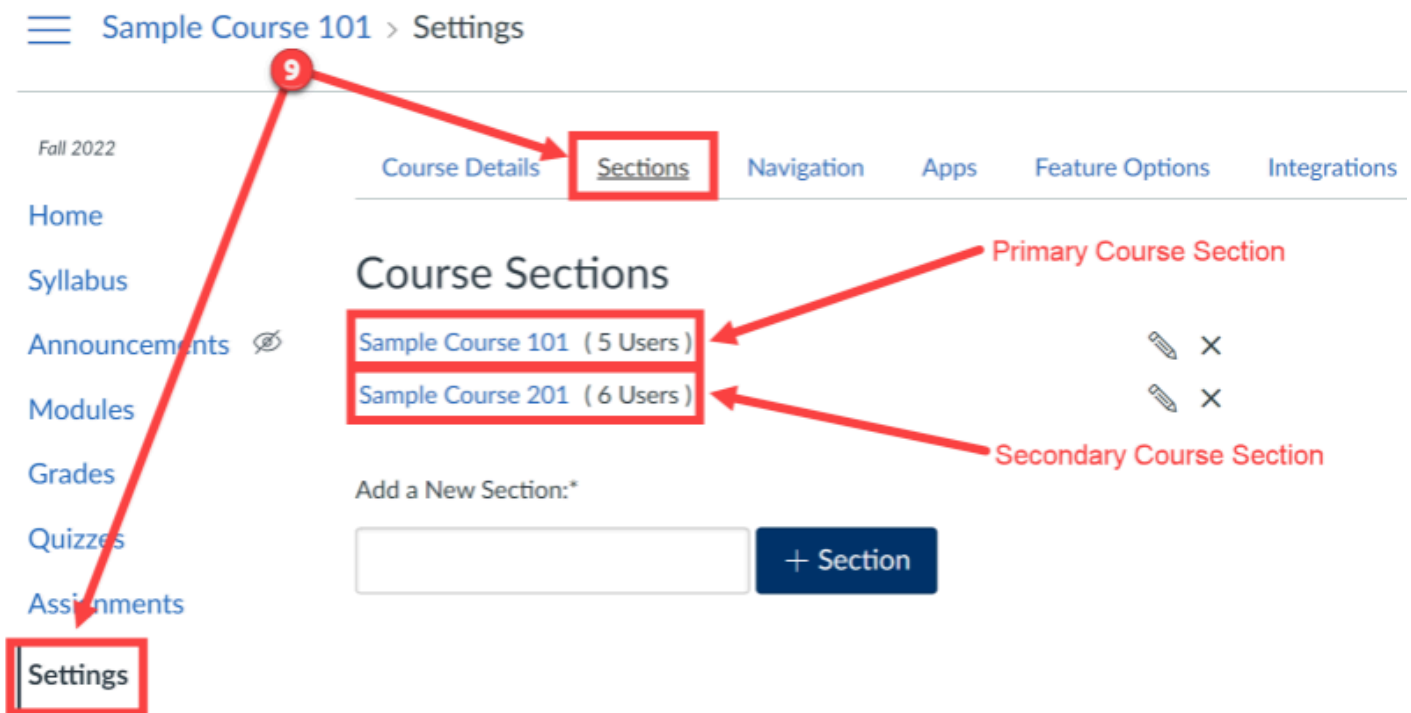 Sample Course 101 > Settings
9
Fall 2022
Home
Syllabus
Announcements
Modules
Grades
Quizzes
Assignments
Settings
Course Details Sections Navigation Apps Feature Options Integrations
Course Sections
Primary Course Section
Sample Course 101 ( 5 Users )
Sample Course 201 ( 6 Users )
Secondary Course Section
Add a New Section:*
+ Section